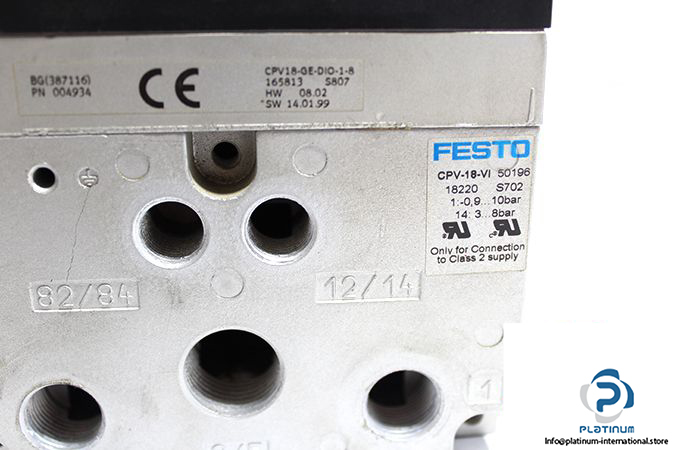 BG(387116)
PN 004934
CE
CPV18-GE-DIO-1-8
165813 S807
HW 08.02
*SW 14.01.99
FESTO
CPV-18-VI 50196
18220 S702
1:-0,9...10bar
14: 3...8bar
Only for Connection
to Class 2 supply
82/84
12/14
1
PLATINUM
Info@platinum-international.store